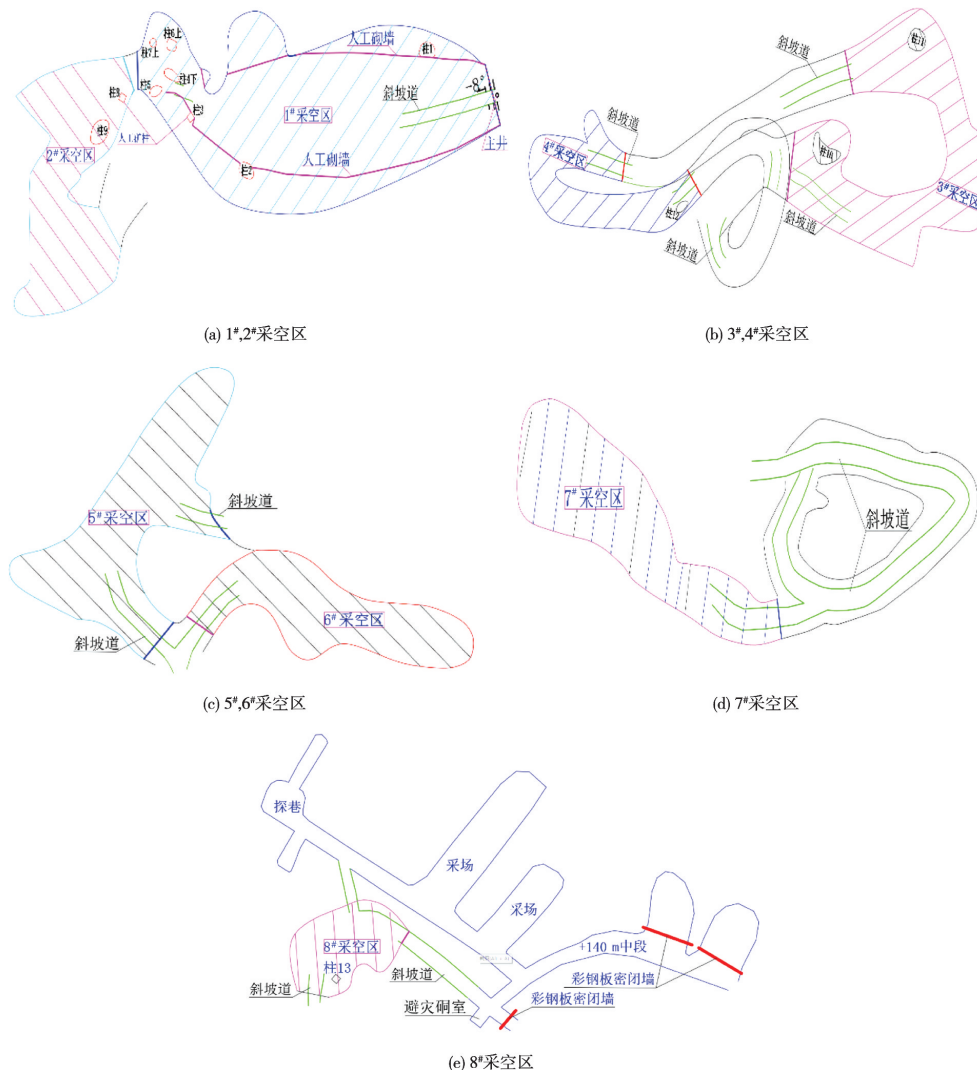 柱6上
柱7上
人工砌墙
柱1
柱5
柱4下
柱8
柱3
斜坡道
1#采空区
柱9
人工矿柱
2#采空区
主井
人工砌墙
柱2
(a) 1#,2#采空区
柱11
斜坡道
4#采空区
斜坡道
柱10
3#采空区
柱12
斜坡道
斜坡道
(b) 3#,4#采空区
斜坡道
5#采空区
6#采空区
斜坡道
(c) 5#,6#采空区
7#采空区
斜坡道
(d) 7#采空区
探巷
采场
采场
8#采空区
+140 m中段
柱13
斜坡道
斜坡道
彩钢板密闭墙
避灾硐室
彩钢板密闭墙
(e) 8#采空区